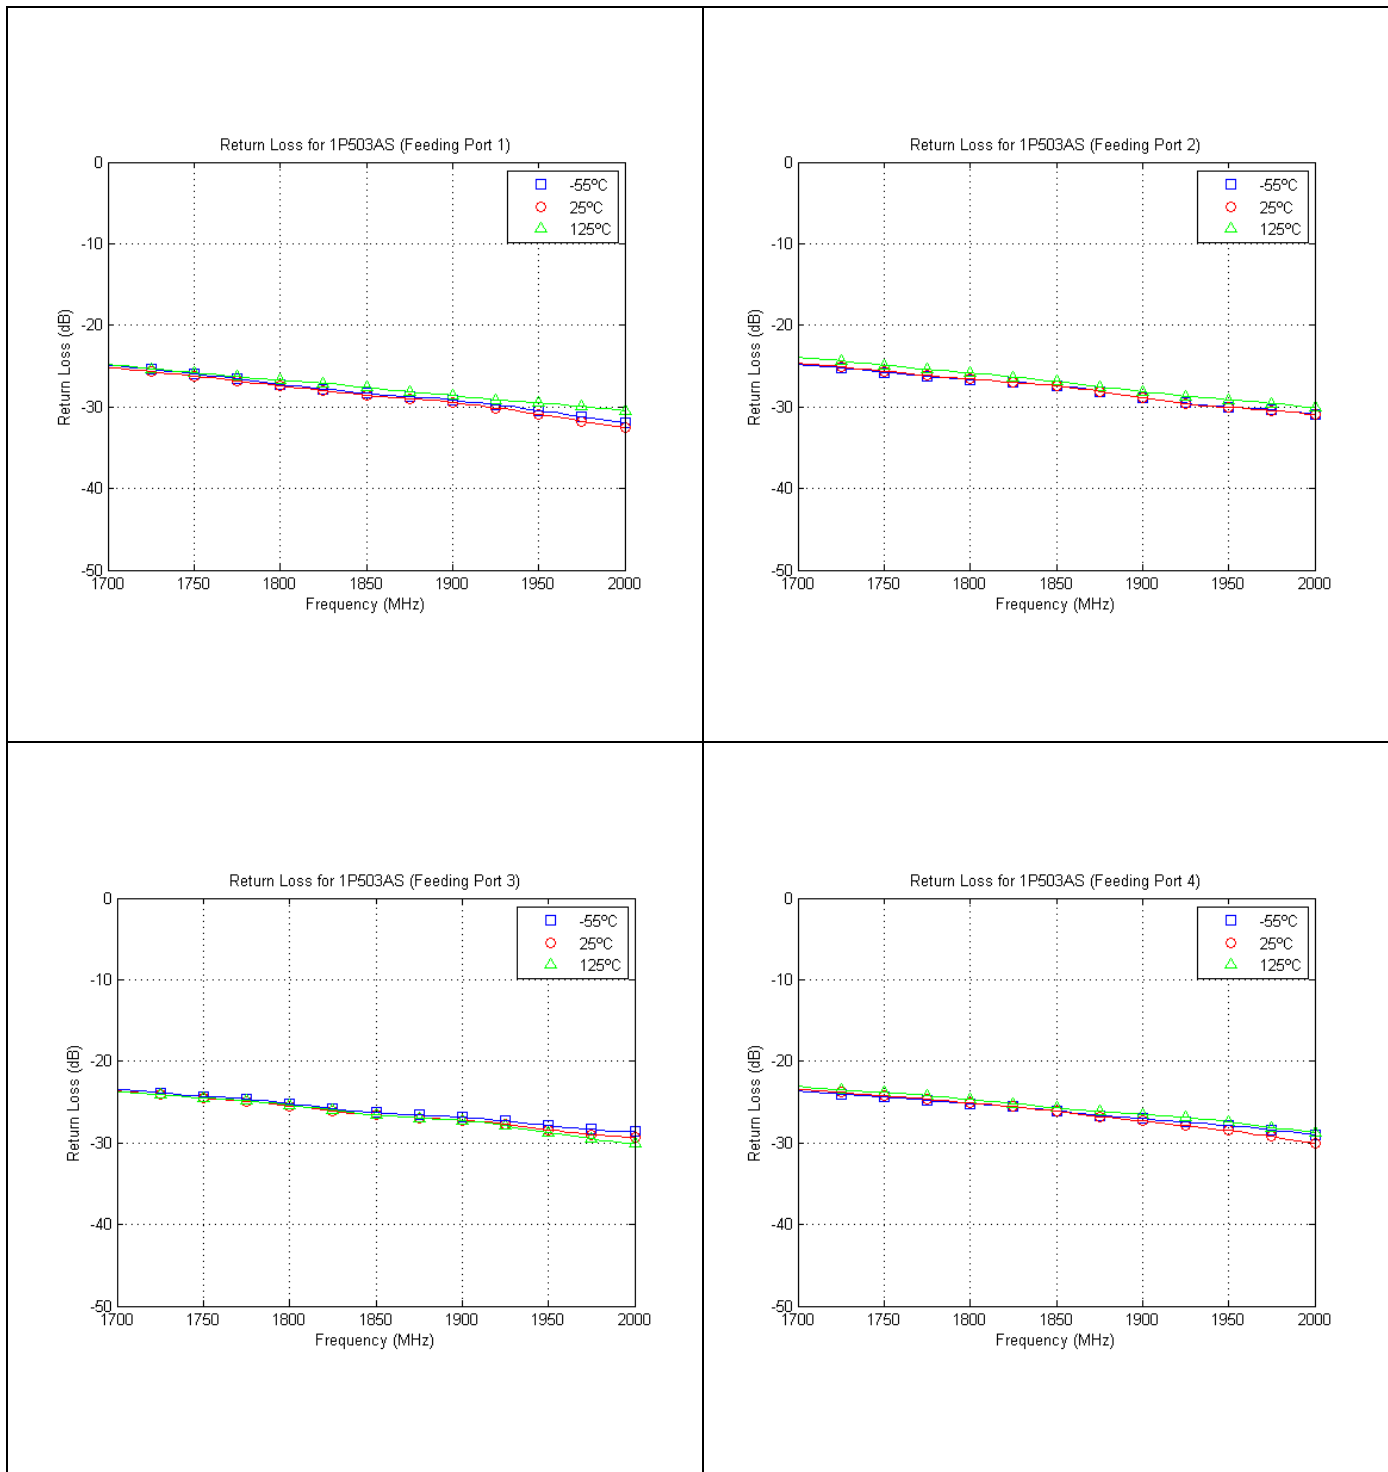 Return Loss for 1P503AS (Feeding Port 1)
0
-10
-20
-30
-40
-50
Return Loss (dB)
-55ºC
25ºC
125ºC
1700 1750 1800 1850 1900 1950 2000
Frequency (MHz)
Return Loss for 1P503AS (Feeding Port 2)
0
-10
-20
-30
-40
-50
Return Loss (dB)
-55ºC
25ºC
125ºC
1700 1750 1800 1850 1900 1950 2000
Frequency (MHz)
Return Loss for 1P503AS (Feeding Port 3)
0
-10
-20
-30
-40
-50
Return Loss (dB)
-55ºC
25ºC
125ºC
1700 1750 1800 1850 1900 1950 2000
Frequency (MHz)
Return Loss for 1P503AS (Feeding Port 4)
0
-10
-20
-30
-40
-50
Return Loss (dB)
-55ºC
25ºC
125ºC
1700 1750 1800 1850 1900 1950 2000
Frequency (MHz)